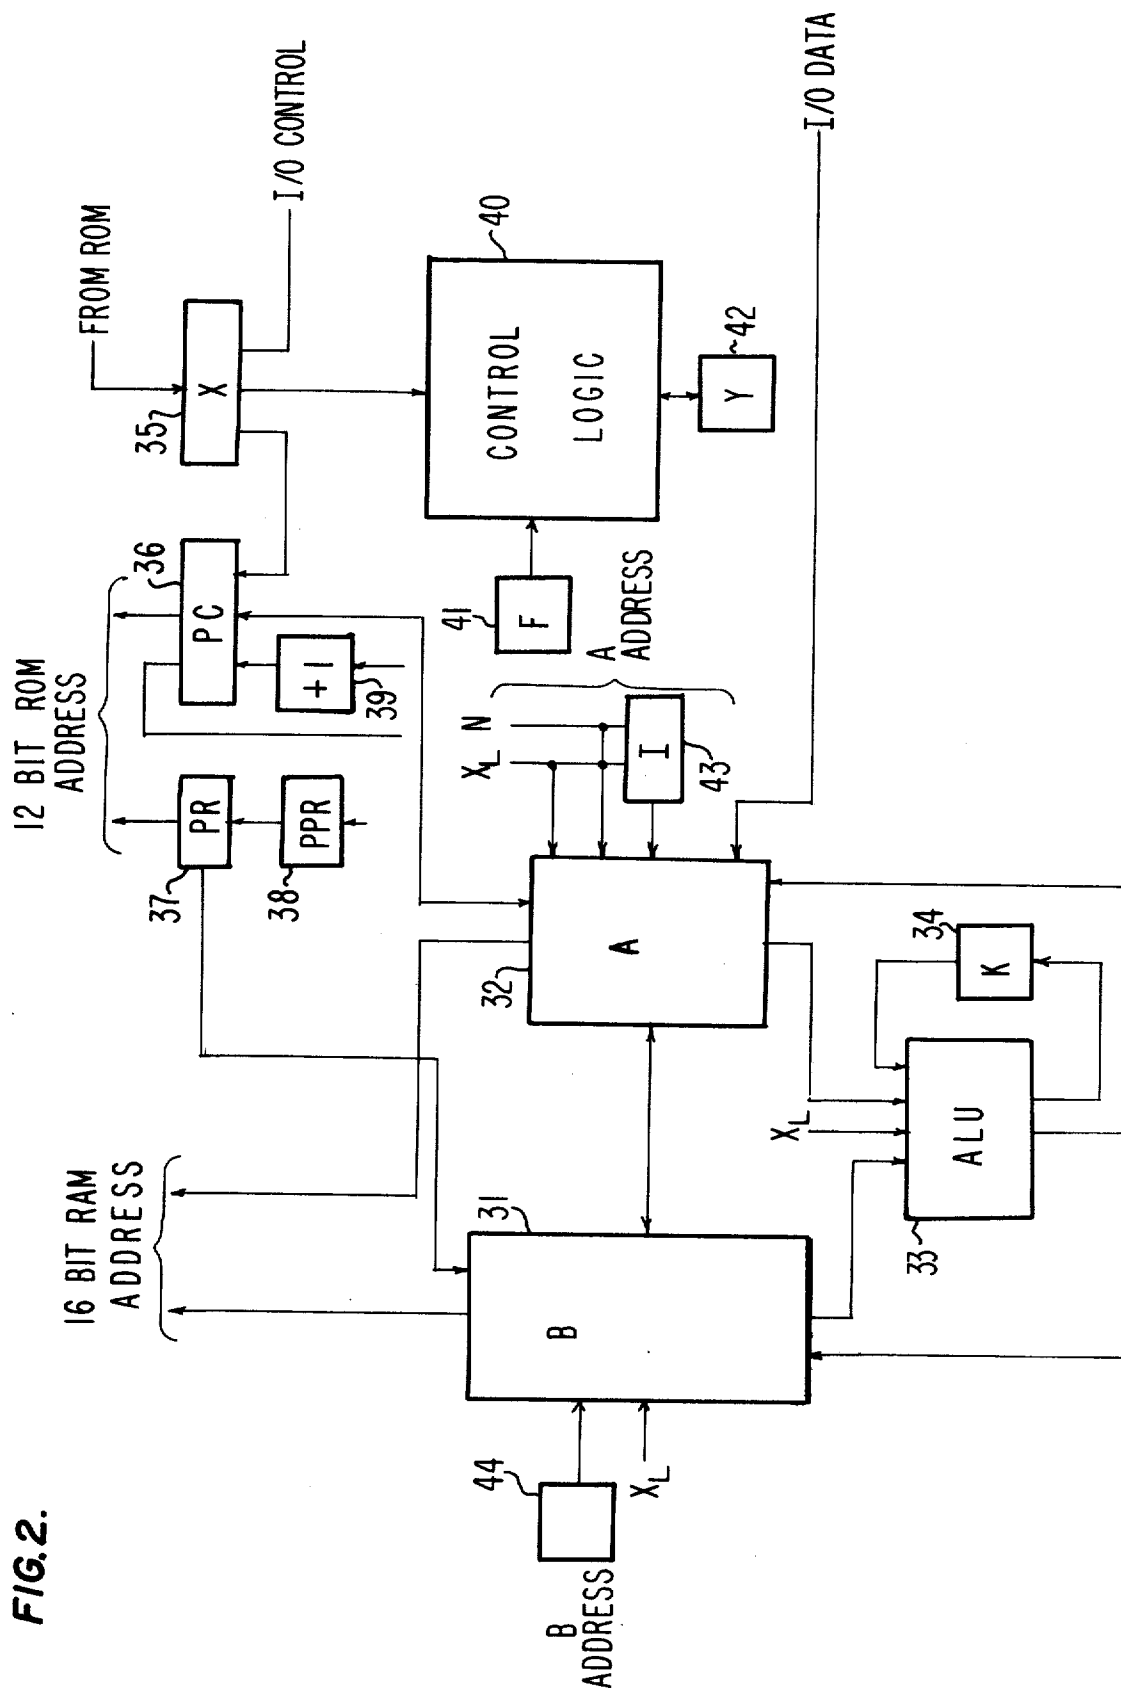 FIG.2.
16 BIT RAM
ADDRESS
12 BIT ROM
ADDRESS
FROM ROM
I/O CONTROL
I/O DATA
35
X
36
PC
37
PR
38
PPR
39
+1
40
CONTROL
LOGIC
41
F
42
Y
A
ADDRESS
XL
N
I
43
32
A
31
B
44
B
ADDRESS
XL
XL
33
ALU
34
K